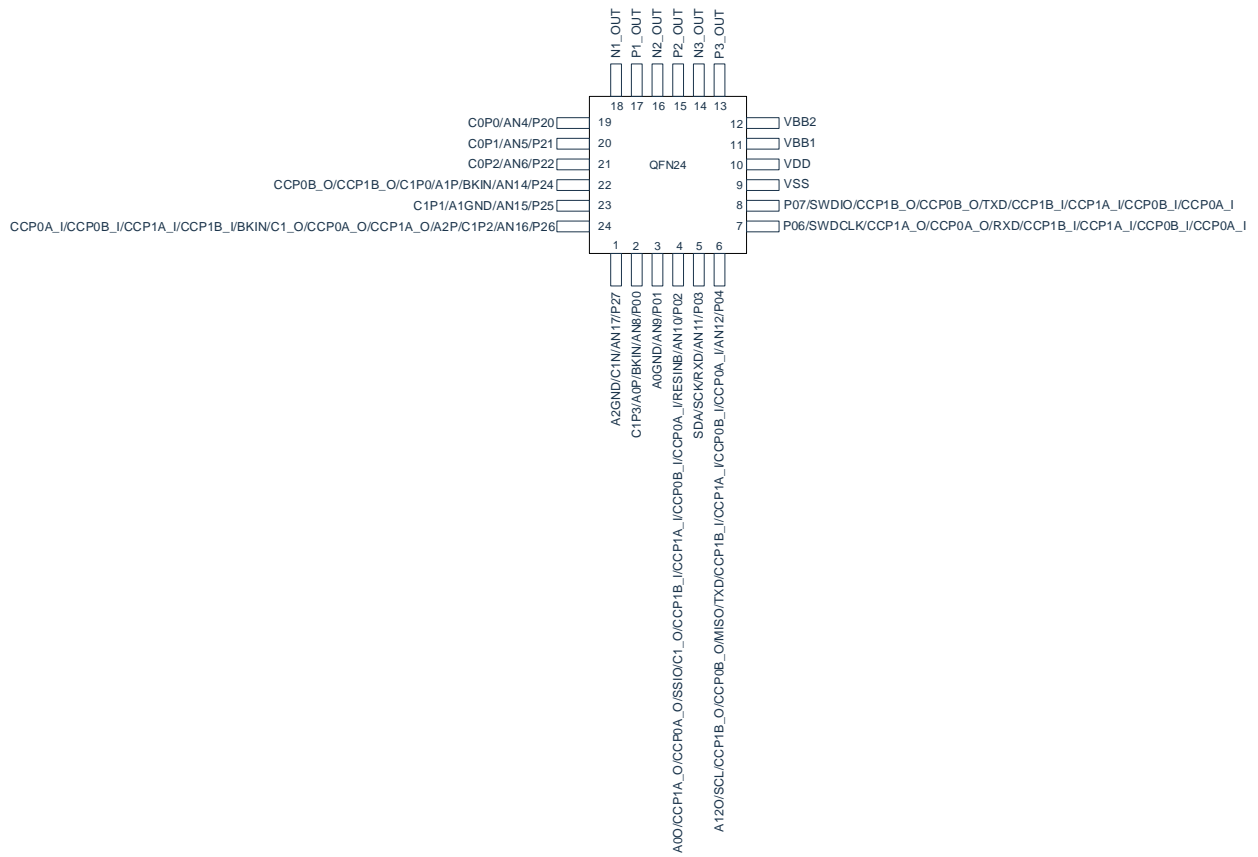 N1_OUT
P1_OUT
N2_OUT
P2_OUT
N3_OUT
P3_OUT
18 17 16 15 14 13
C0P0/AN4/P20 19
C0P1/AN5/P21 20
C0P2/AN6/P22 21
CCP0B_O/CCP1B_O/C1P0/A1P/BKIN/AN14/P24 22
C1P1/A1GND/AN15/P25 23
CCP0A_I/CCP0B_I/CCP1A_I/CCP1B_I/BKIN/C1_O/CCP0A_O/CCP1A_O/A2P/C1P2/AN16/P26 24
QFN24
12 VBB2
11 VBB1
10 VDD
9 VSS
8 P07/SWDIO/CCP1B_O/CCP0B_O/TXD/CCP1B_I/CCP1A_I/CCP0B_I/CCP0A_I
7 P06/SWDCLK/CCP1A_O/CCP0A_O/RXD/CCP1B_I/CCP1A_I/CCP0B_I/CCP0A_I
1 2 3 4 5 6
A2GND/C1N/AN17/P27
C1P3/A0P/BKIN/AN8/P00
A0GND/AN9/P01
A0O/CCP1A_O/CCP0A_O/SSIO/C1_O/CCP1B_I/CCP1A_I/CCP0B_I/CCP0A_I/RESINB/AN10/P02
SDA/SCK/RXD/AN11/P03
A12O/SCL/CCP1B_O/CCP0B_O/MISO/TXD/CCP1B_I/CCP1A_I/CCP0B_I/CCP0A_I/AN12/P04